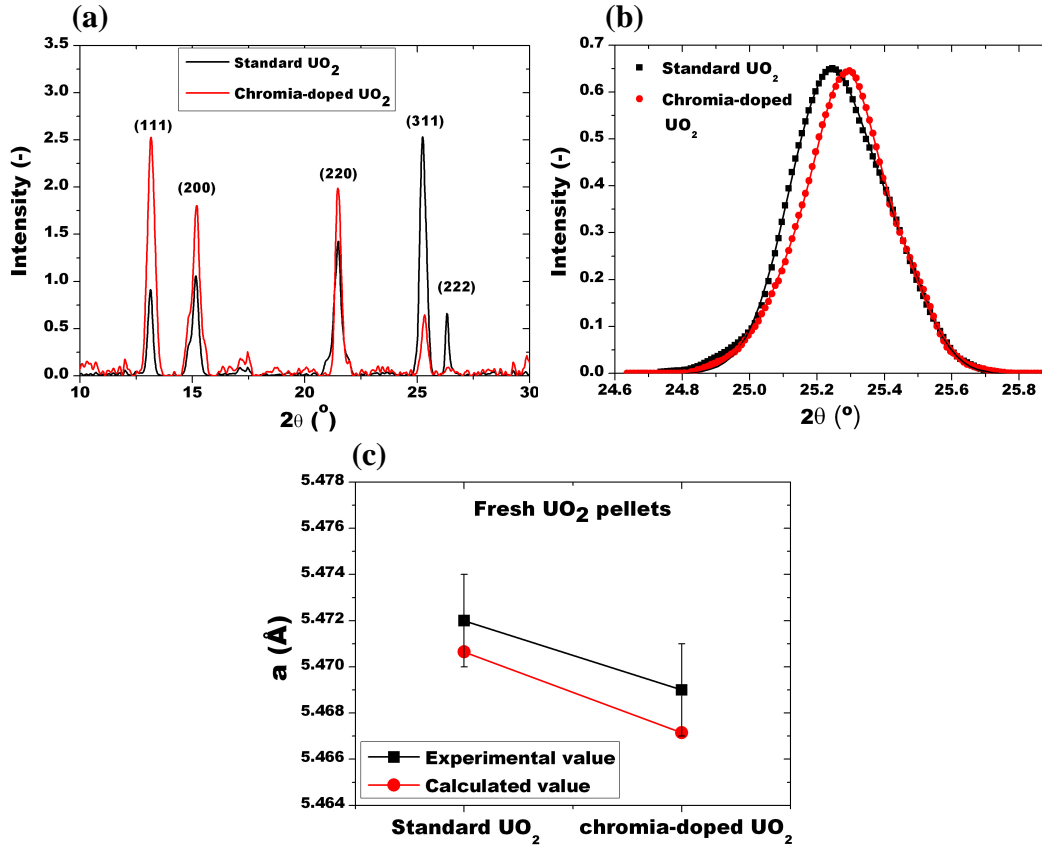 (a)
3.5
3.0
2.5
2.0
1.5
1.0
0.5
0.0
Intensity (-)
Standard UO₂
Chromia-doped UO₂
(111)
(200)
(220)
(311)
(222)
10 15 20 25 30
2θ (°)
(b)
0.7
0.6
0.5
0.4
0.3
0.2
0.1
0.0
Intensity (-)
Standard UO₂
Chromia-doped
UO₂
24.6 24.8 25.0 25.2 25.4 25.6 25.8
2θ (º)
(c)
5.478
5.476
5.474
5.472
5.470
5.468
5.466
5.464
a (Å)
Fresh UO₂ pellets
Experimental value
Calculated value
Standard UO₂ chromia-doped UO₂